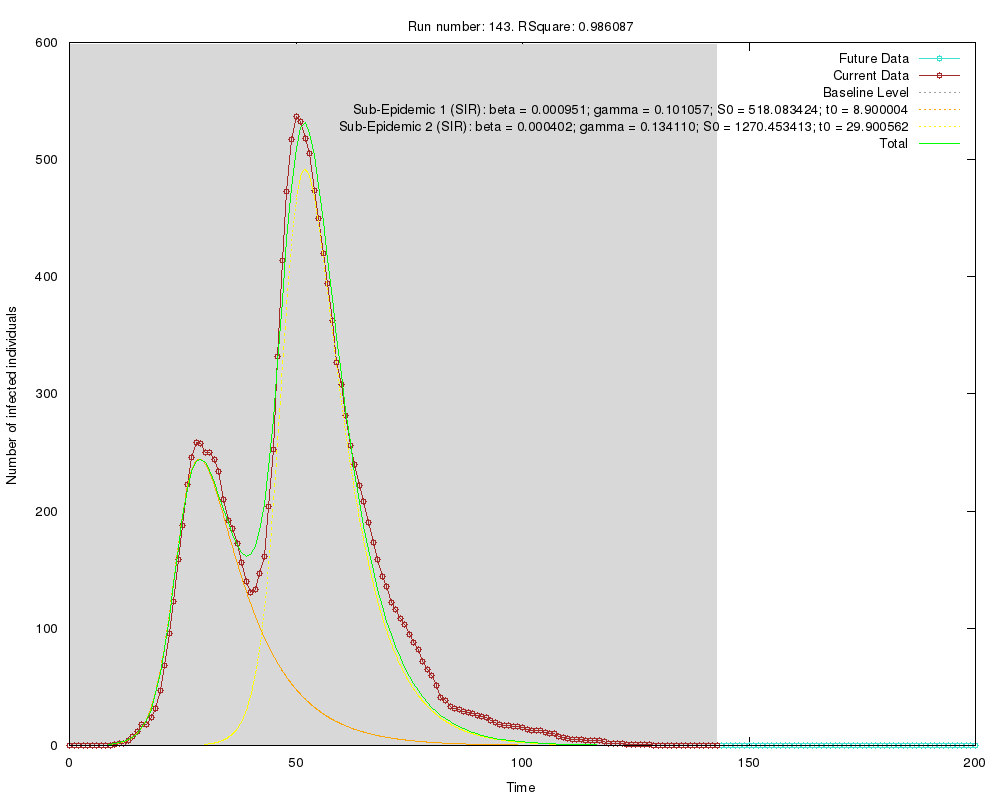 Run number: 143. RSquare: 0.986087
600
500
400
300
200
100
0
Number of infected individuals
Future Data
Current Data
Baseline Level
Sub-Epidemic 1 (SIR): beta = 0.000951; gamma = 0.101057; S0 = 518.083424; t0 = 8.900004
Sub-Epidemic 2 (SIR): beta = 0.000402; gamma = 0.134110; S0 = 1270.453413; t0 = 29.900562
Total
0 50 100 150 200
Time